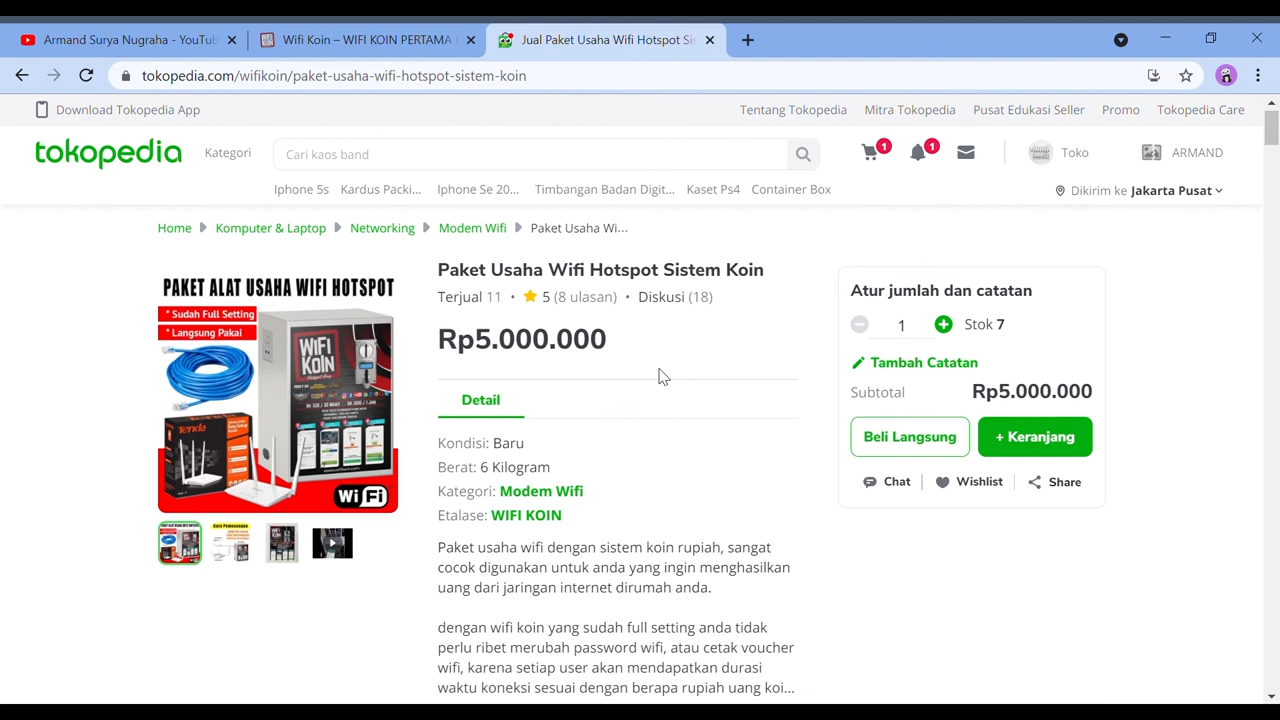 Armand Surya Nugraha - YouTub
Wifi Koin – WIFI KOIN PERTAMA
Jual Paket Usaha Wifi Hotspot Sis
tokopedia.com/wifikoin/paket-usaha-wifi-hotspot-sistem-koin
Download Tokopedia App
Tentang Tokopedia
Mitra Tokopedia
Pusat Edukasi Seller
Promo
Tokopedia Care
tokopedia
Kategori
Cari kaos band
1
1
Toko
ARMAND
Iphone 5s
Kardus Packi...
Iphone Se 20...
Timbangan Badan Digit...
Kaset Ps4
Container Box
Dikirim ke Jakarta Pusat
Home
Komputer & Laptop
Networking
Modem Wifi
Paket Usaha Wi...
PAKET ALAT USAHA WIFI HOTSPOT
* Sudah Full Setting
* Langsung Pakai
WiFi
KOIN
Tenda
WiFi
Paket Usaha Wifi Hotspot Sistem Koin
Terjual 11 • 5 (8 ulasan) • Diskusi (18)
Rp5.000.000
Detail
Kondisi: Baru
Berat: 6 Kilogram
Kategori: Modem Wifi
Etalase: WIFI KOIN
Paket usaha wifi dengan sistem koin rupiah, sangat
cocok digunakan untuk anda yang ingin menghasilkan
uang dari jaringan internet dirumah anda.
dengan wifi koin yang sudah full setting anda tidak
perlu ribet merubah password wifi, atau cetak voucher
wifi, karena setiap user akan mendapatkan durasi
waktu koneksi sesuai dengan berapa rupiah uang koi...
Atur jumlah dan catatan
1
Stok 7
Tambah Catatan
Subtotal
Rp5.000.000
Beli Langsung
+ Keranjang
Chat
Wishlist
Share